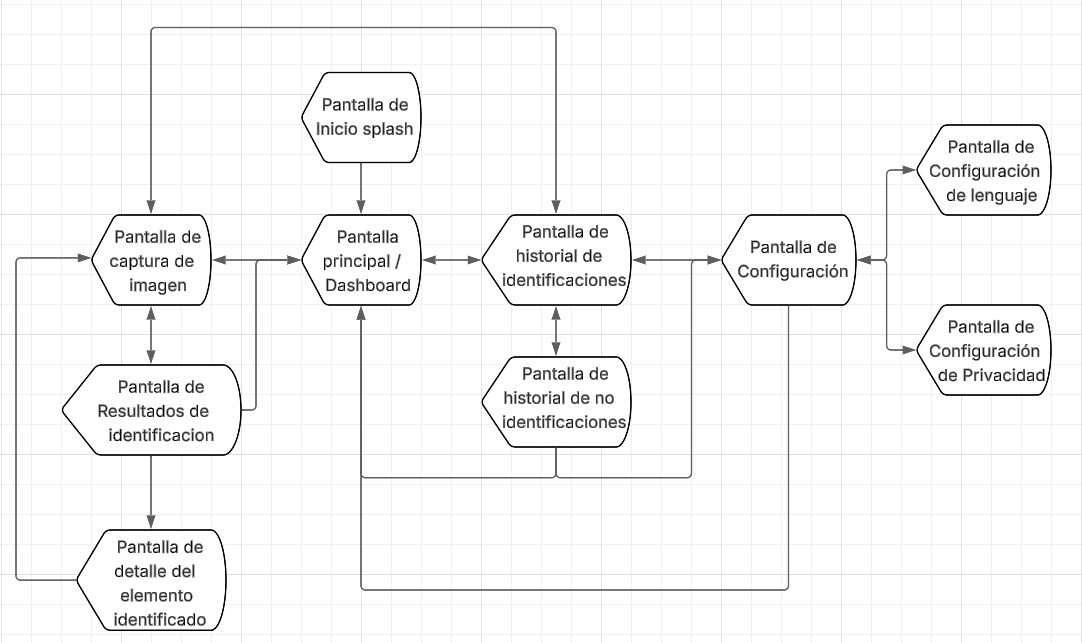 Pantalla de
Inicio splash
Pantalla de
captura de
imagen
Pantalla
principal /
Dashboard
Pantalla de
historial de
identificaciones
Pantalla de
Configuración
Pantalla de
Configuración
de lenguaje
Pantalla de
Configuración
de Privacidad
Pantalla de
Resultados de
identificacion
Pantalla de
historial de no
identificaciones
Pantalla de
detalle del
elemento
identificado